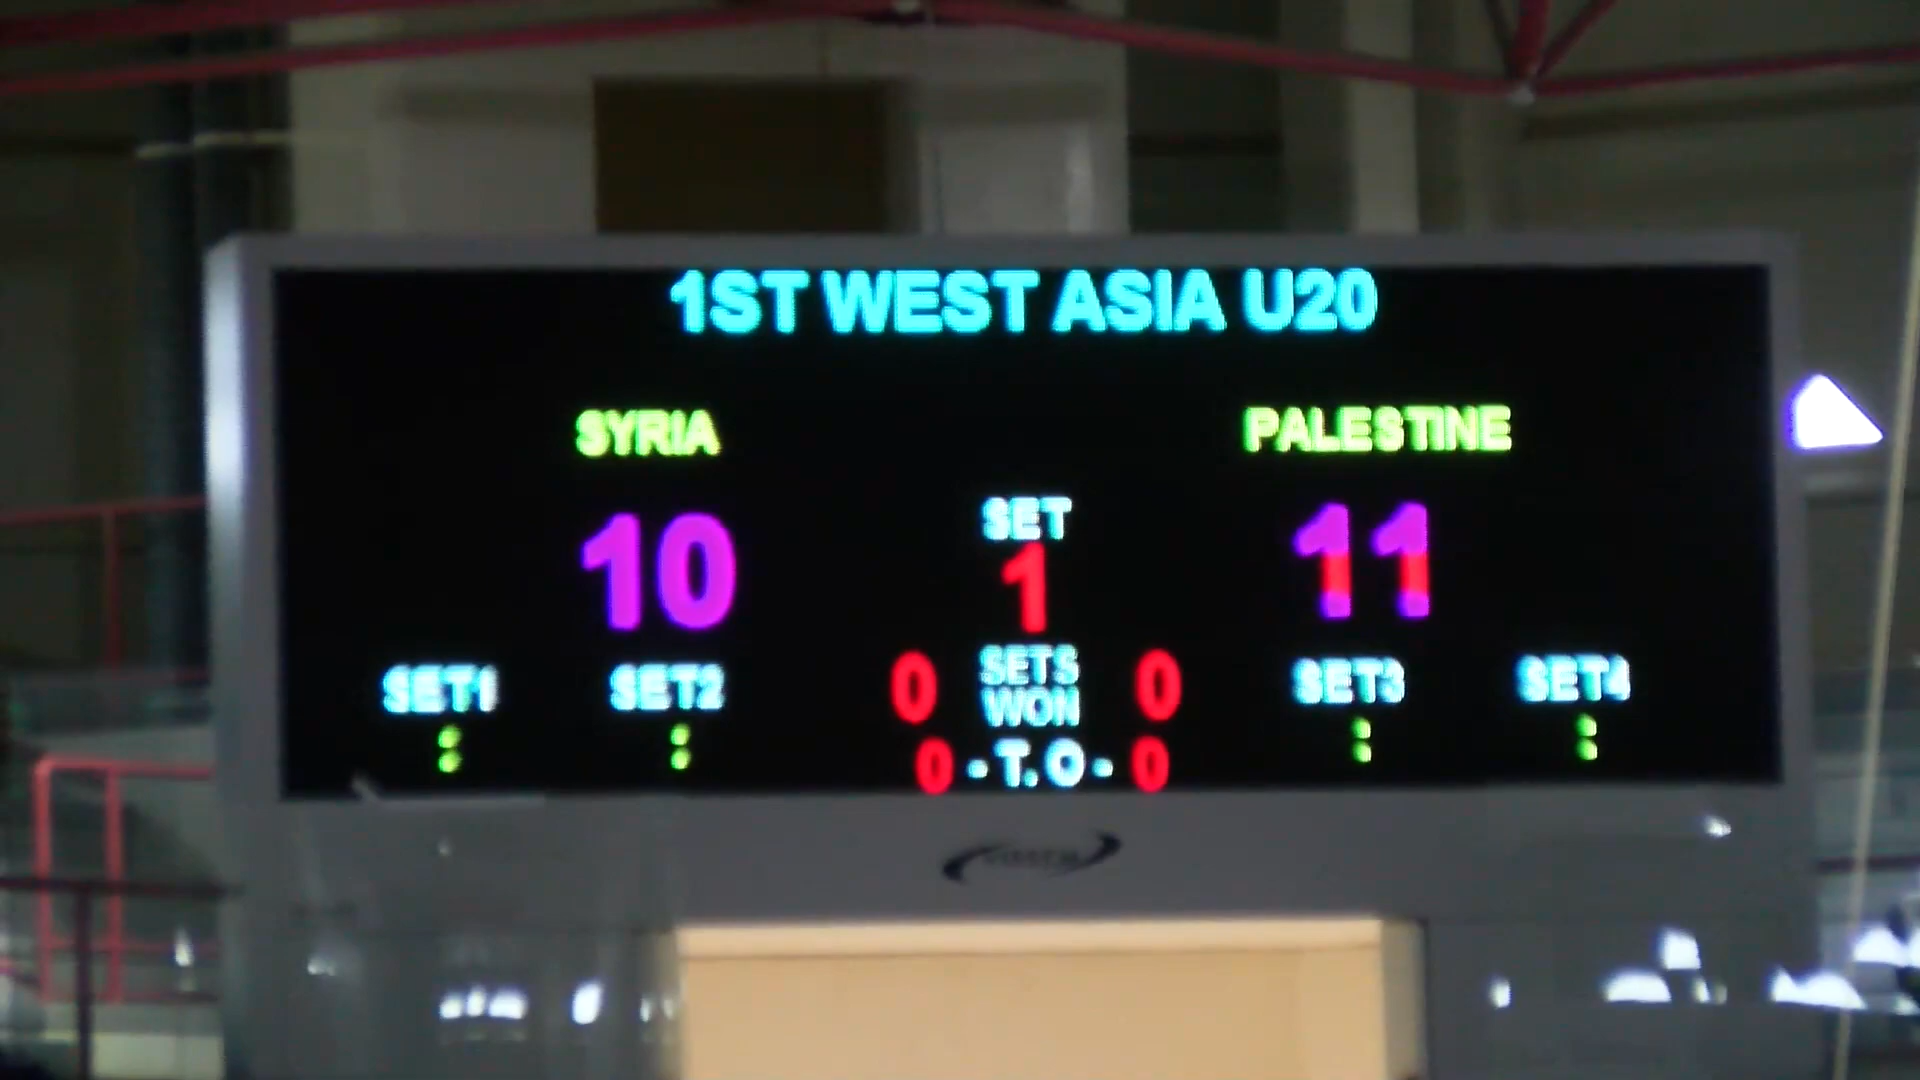 1ST WEST ASIA U20
SYRIA
PALESTINE
10
SET
1
11
SET1
SET2
0
SETS
WON
0
SET3
SET4
:
:
0 - T. O - 0
:
: